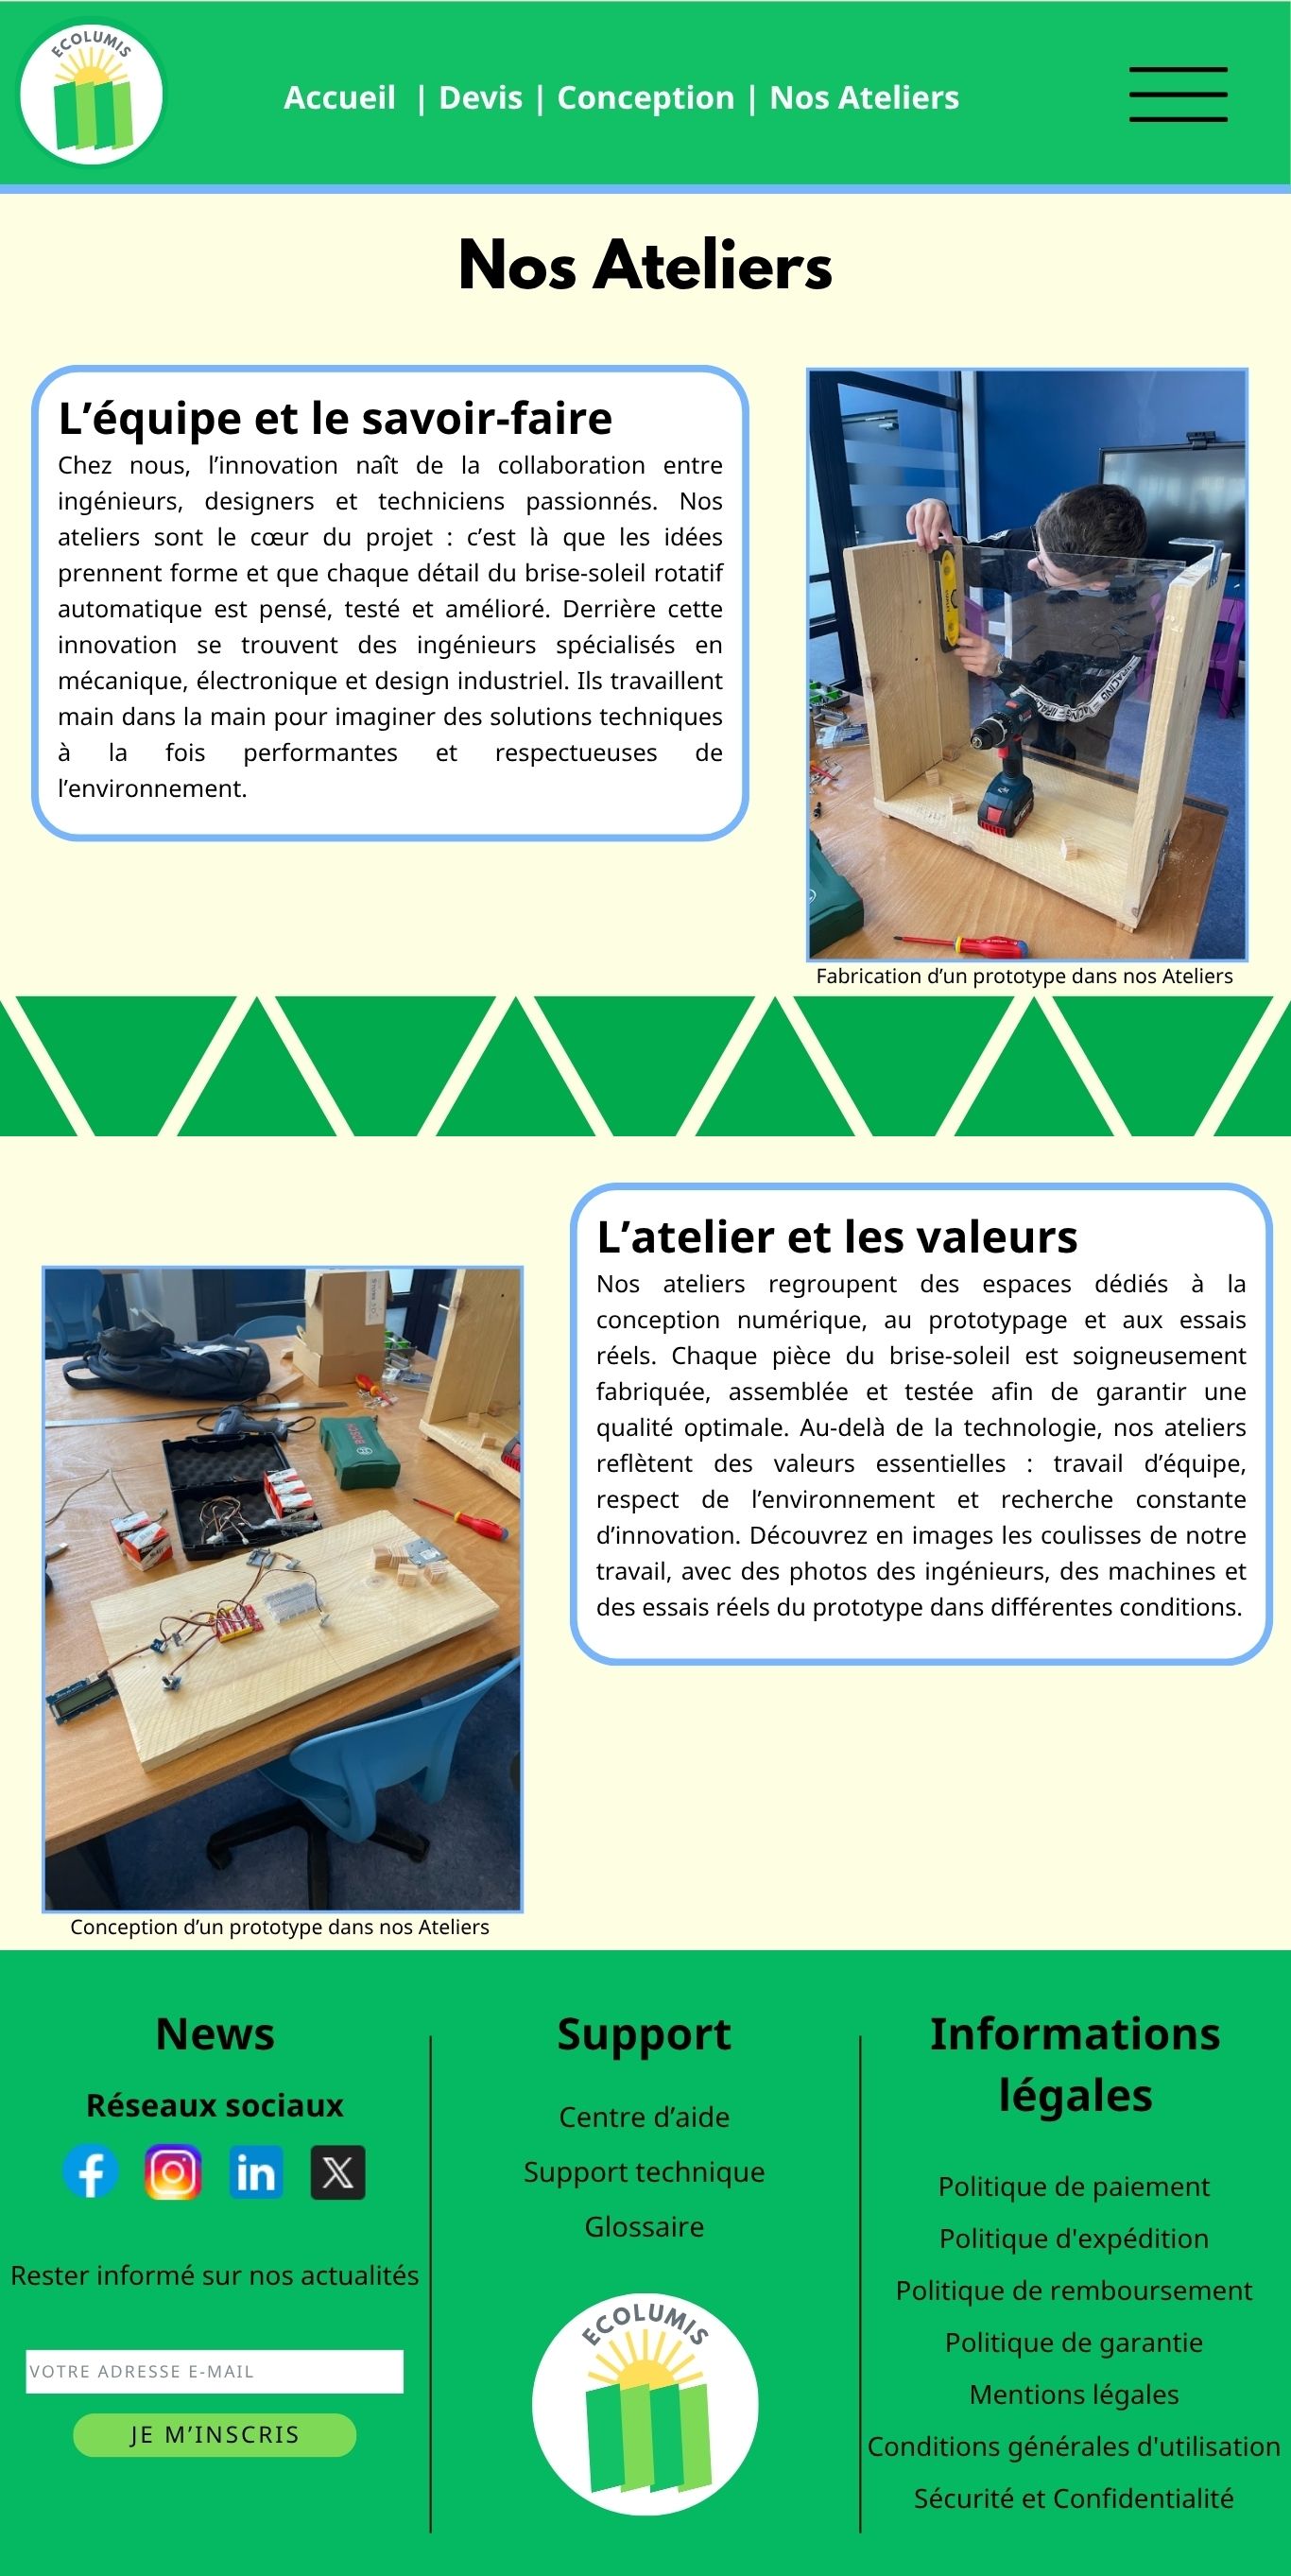 ECOLUMIS
Accueil | Devis | Conception | Nos Ateliers
Nos Ateliers
L’équipe et le savoir-faire
Chez nous, l’innovation naît de la collaboration entre
ingénieurs, designers et techniciens passionnés. Nos
ateliers sont le cœur du projet : c’est là que les idées
prennent forme et que chaque détail du brise-soleil rotatif
automatique est pensé, testé et amélioré. Derrière cette
innovation se trouvent des ingénieurs spécialisés en
mécanique, électronique et design industriel. Ils travaillent
main dans la main pour imaginer des solutions techniques
à la fois performantes et respectueuses de
l’environnement.
Fabrication d’un prototype dans nos Ateliers
L’atelier et les valeurs
Nos ateliers regroupent des espaces dédiés à la
conception numérique, au prototypage et aux essais
réels. Chaque pièce du brise-soleil est soigneusement
fabriquée, assemblée et testée afin de garantir une
qualité optimale. Au-delà de la technologie, nos ateliers
reflètent des valeurs essentielles : travail d’équipe,
respect de l’environnement et recherche constante
d’innovation. Découvrez en images les coulisses de notre
travail, avec des photos des ingénieurs, des machines et
des essais réels du prototype dans différentes conditions.
BOSCH
Conception d’un prototype dans nos Ateliers
News
Réseaux sociaux
Rester informé sur nos actualités
VOTRE ADRESSE E-MAIL
JE M’INSCRIS
Support
Centre d’aide
Support technique
Glossaire
ECOLUMIS
Informations
légales
Politique de paiement
Politique d'expédition
Politique de remboursement
Politique de garantie
Mentions légales
Conditions générales d'utilisation
Sécurité et Confidentialité